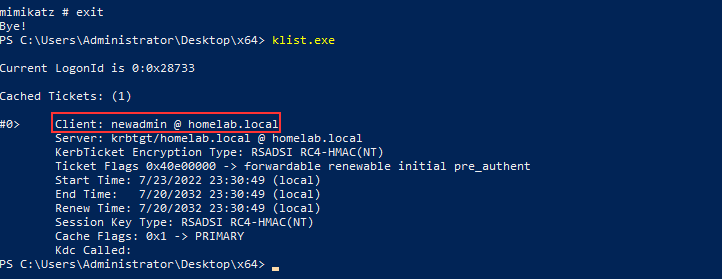 mimikatz # exit
Bye!
PS C:\Users\Administrator\Desktop\x64> klist.exe
Current LogonId is 0:0x28733
Cached Tickets: (1)
#0>     Client: newadmin @ homelab.local
        Server: krbtgt/homelab.local @ homelab.local
        KerbTicket Encryption Type: RSADSI RC4-HMAC(NT)
        Ticket Flags 0x40e00000 -> forwardable renewable initial pre_authent
        Start Time: 7/23/2022 23:30:49 (local)
        End Time:   7/20/2032 23:30:49 (local)
        Renew Time: 7/20/2032 23:30:49 (local)
        Session Key Type: RSADSI RC4-HMAC(NT)
        Cache Flags: 0x1 -> PRIMARY
        Kdc Called:
PS C:\Users\Administrator\Desktop\x64>